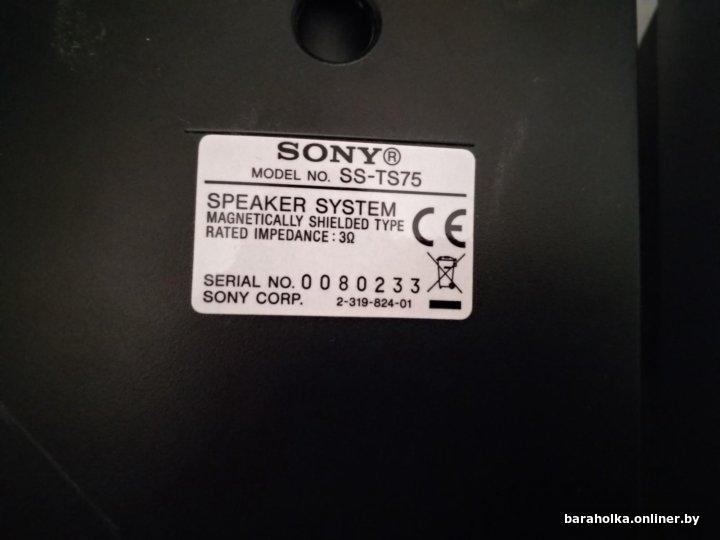 SONY®
MODEL NO. SS-TS75
SPEAKER SYSTEM
MAGNETICALLY SHIELDED TYPE
RATED IMPEDANCE: 3Ω
CE
SERIAL NO. 0080233
SONY CORP. 2-319-824-01
baraholka.onliner.by